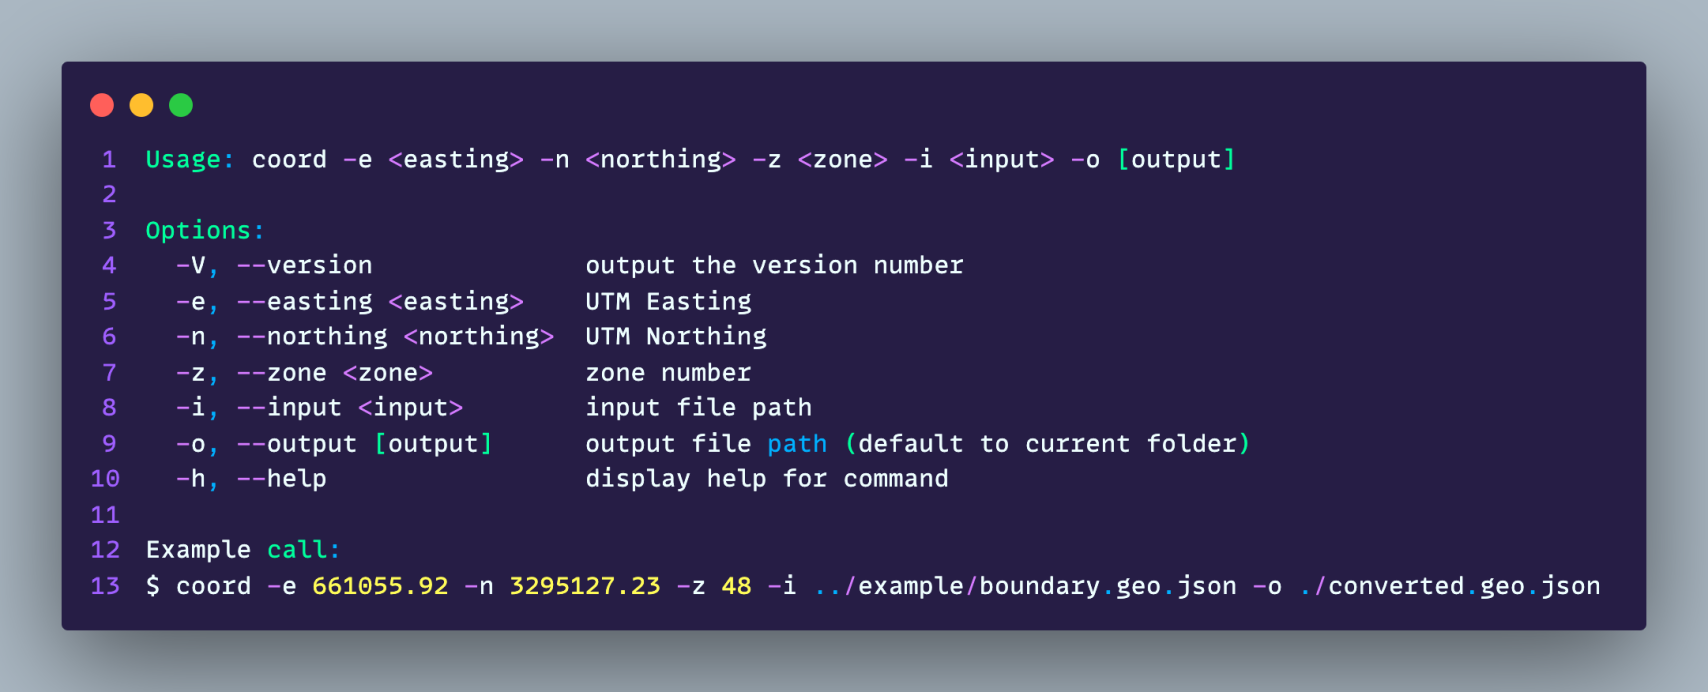 1 Usage: coord -e <easting> -n <northing> -z <zone> -i <input> -o [output]
2
3 Options:
4   -V, --version              output the version number
5   -e, --easting <easting>    UTM Easting
6   -n, --northing <northing>  UTM Northing
7   -z, --zone <zone>          zone number
8   -i, --input <input>        input file path
9   -o, --output [output]      output file path (default to current folder)
10   -h, --help                 display help for command
11
12 Example call:
13 $ coord -e 661055.92 -n 3295127.23 -z 48 -i ../example/boundary.geo.json -o ./converted.geo.json